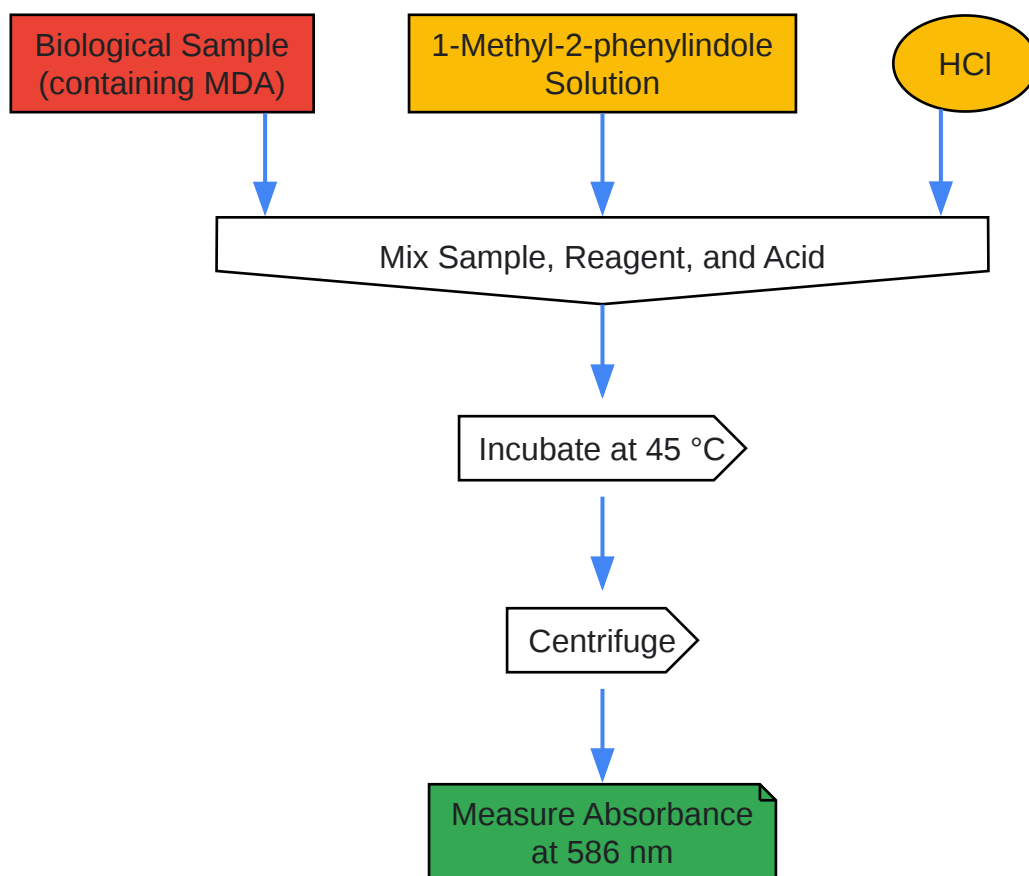 Biological Sample
(containing MDA)
1-Methyl-2-phenylindole
Solution
HCl
Mix Sample, Reagent, and Acid
Incubate at 45 °C
Centrifuge
Measure Absorbance
at 586 nm